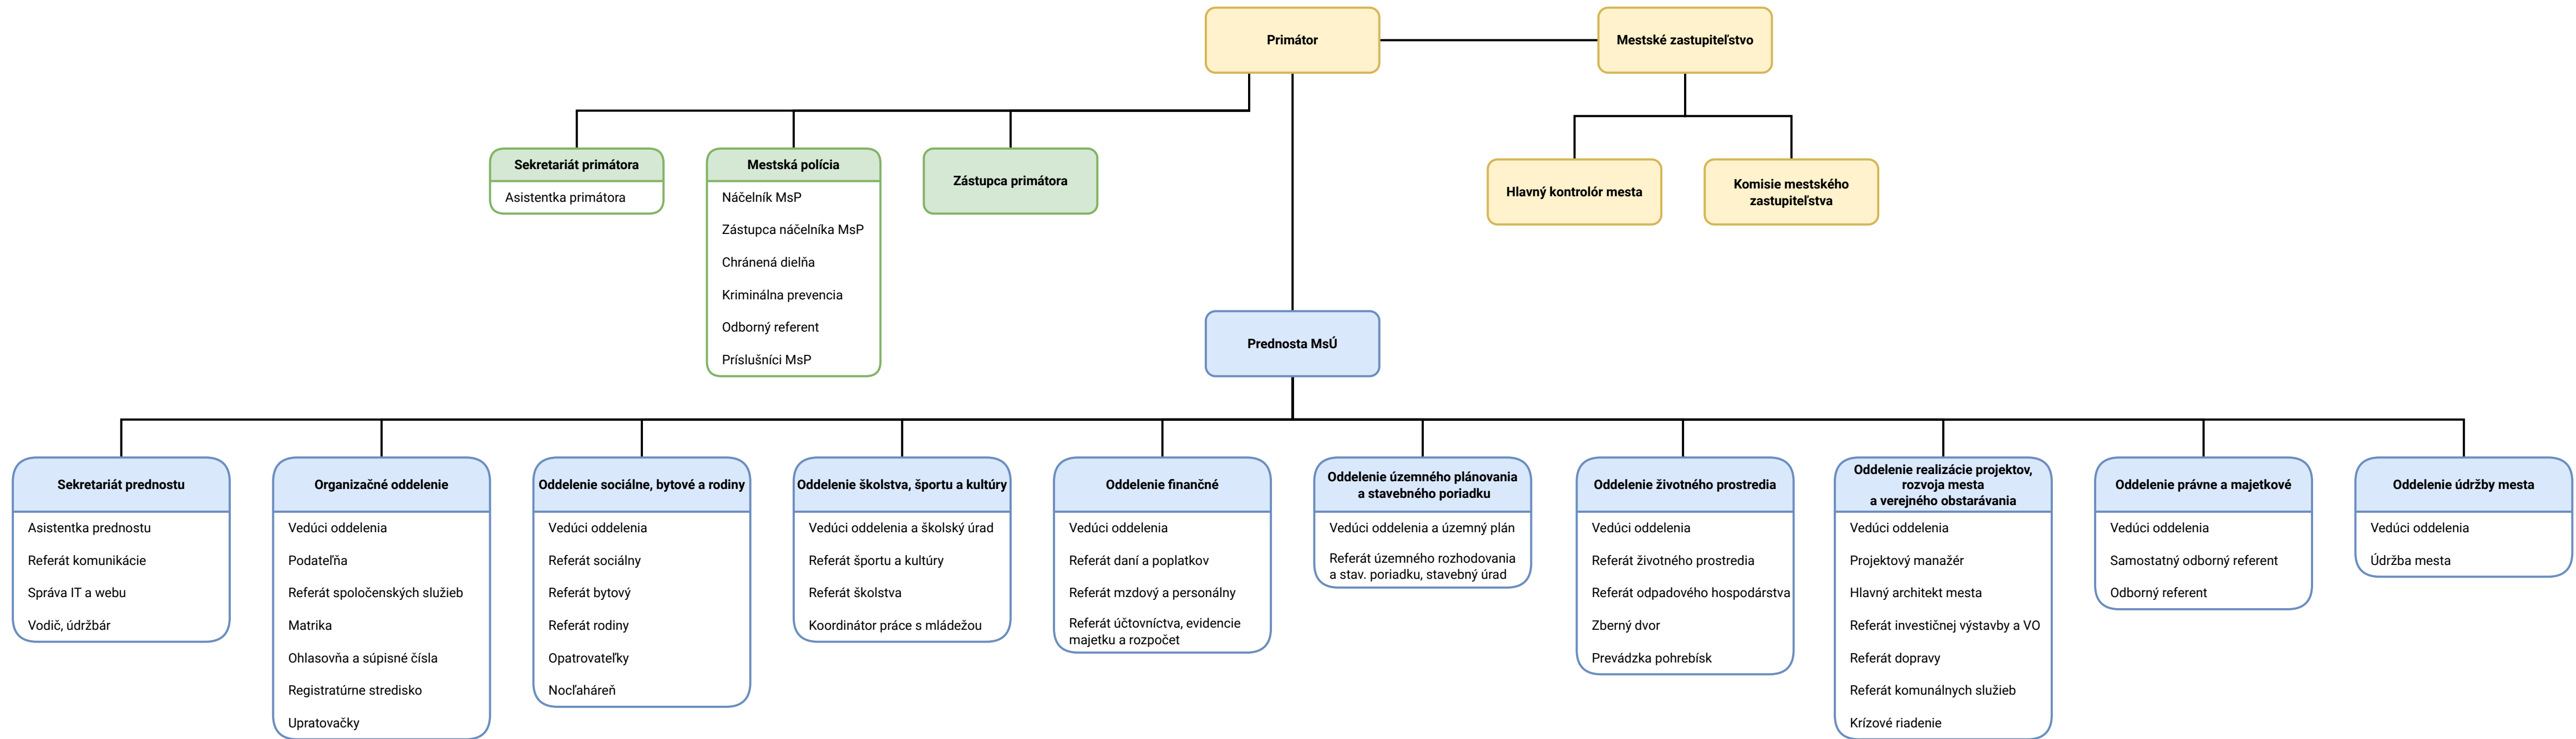 Primátor
Mestské zastupiteľstvo
Sekretariát primátora
Asistentka primátora
Mestská polícia
Náčelník MsP
Zástupca náčelníka MsP
Chránená dielňa
Kriminálna prevencia
Odborný referent
Príslušníci MsP
Zástupca primátora
Hlavný kontrolór mesta
Komisie mestského
zastupiteľstva
Prednosta MsÚ
Sekretariát prednostu
Asistentka prednostu
Referát komunikácie
Správa IT a webu
Vodič, údržbár
Organizačné oddelenie
Vedúci oddelenia
Podateľňa
Referát spoločenských služieb
Matrika
Ohlasovňa a súpisné čísla
Registratúrne stredisko
Upratovačky
Oddelenie sociálne, bytové a rodiny
Vedúci oddelenia
Referát sociálny
Referát bytový
Referát rodiny
Opatrovateľky
Nocľaháreň
Oddelenie školstva, športu a kultúry
Vedúci oddelenia a školský úrad
Referát športu a kultúry
Referát školstva
Koordinátor práce s mládežou
Oddelenie finančné
Vedúci oddelenia
Referát daní a poplatkov
Referát mzdový a personálny
Referát účtovníctva, evidencie
majetku a rozpočet
Oddelenie územného plánovania
a stavebného poriadku
Vedúci oddelenia a územný plán
Referát územného rozhodovania
a stav. poriadku, stavebný úrad
Oddelenie životného prostredia
Vedúci oddelenia
Referát životného prostredia
Referát odpadového hospodárstva
Zberný dvor
Prevádzka pohrebísk
Oddelenie realizácie projektov,
rozvoja mesta
a verejného obstarávania
Vedúci oddelenia
Projektový manažér
Hlavný architekt mesta
Referát investičnej výstavby a VO
Referát dopravy
Referát komunálnych služieb
Krízové riadenie
Oddelenie právne a majetkové
Vedúci oddelenia
Samostatný odborný referent
Odborný referent
Oddelenie údržby mesta
Vedúci oddelenia
Údržba mesta